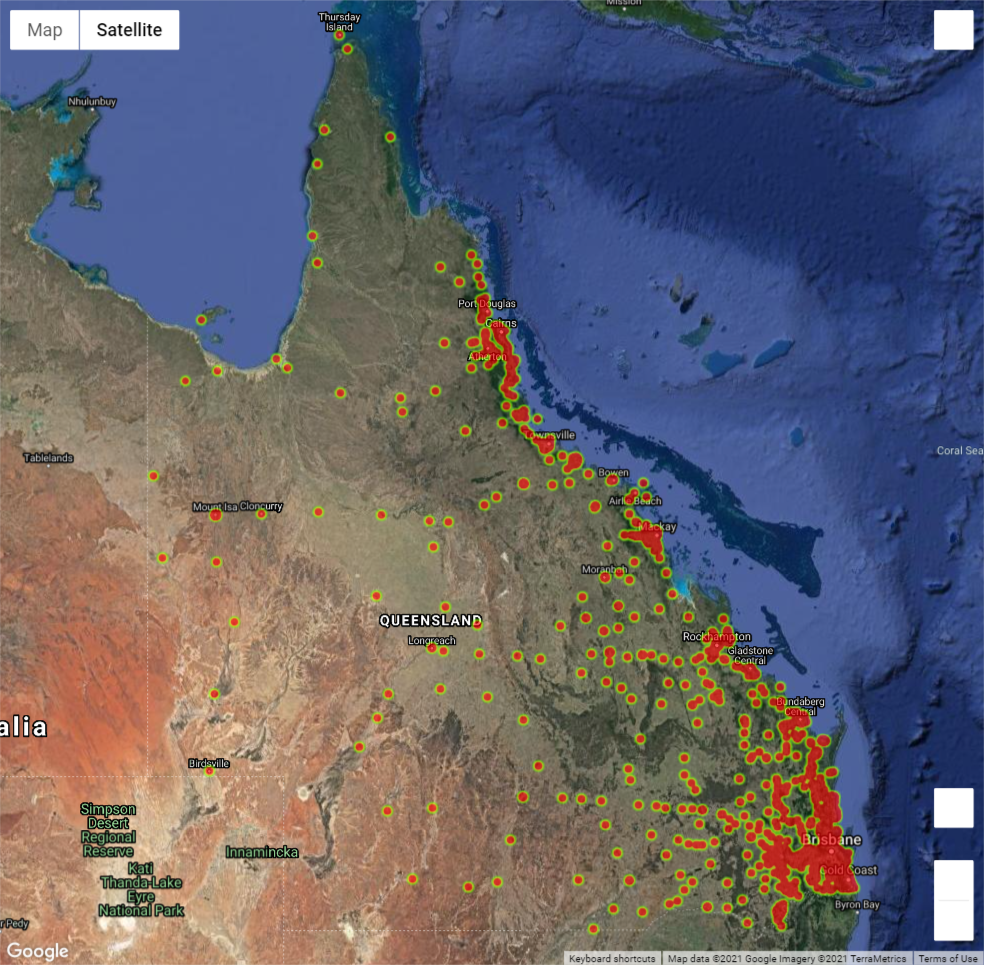 Mission
Map
Satellite
Thursday
Island
Nhulunbuy
Port Douglas
Cairns
Atherton
Townsville
Coral Sea
Tablelands
Bowen
Airlie Beach
Mount Isa
Cloncurry
Mackay
Moranbah
QUEENSLAND
Longreach
Rockhampton
Gladstone
Central
Bundaberg
Central
alia
Birdsville
Simpson
Desert
Regional
Reserve
Innamincka
Brisbane
Gold Coast
Kati
Thanda-Lake
Eyre
National Park
Byron Bay
r Pedy
Google
Keyboard shortcuts
Map data ©2021 Google Imagery ©2021 TerraMetrics
Terms of Use